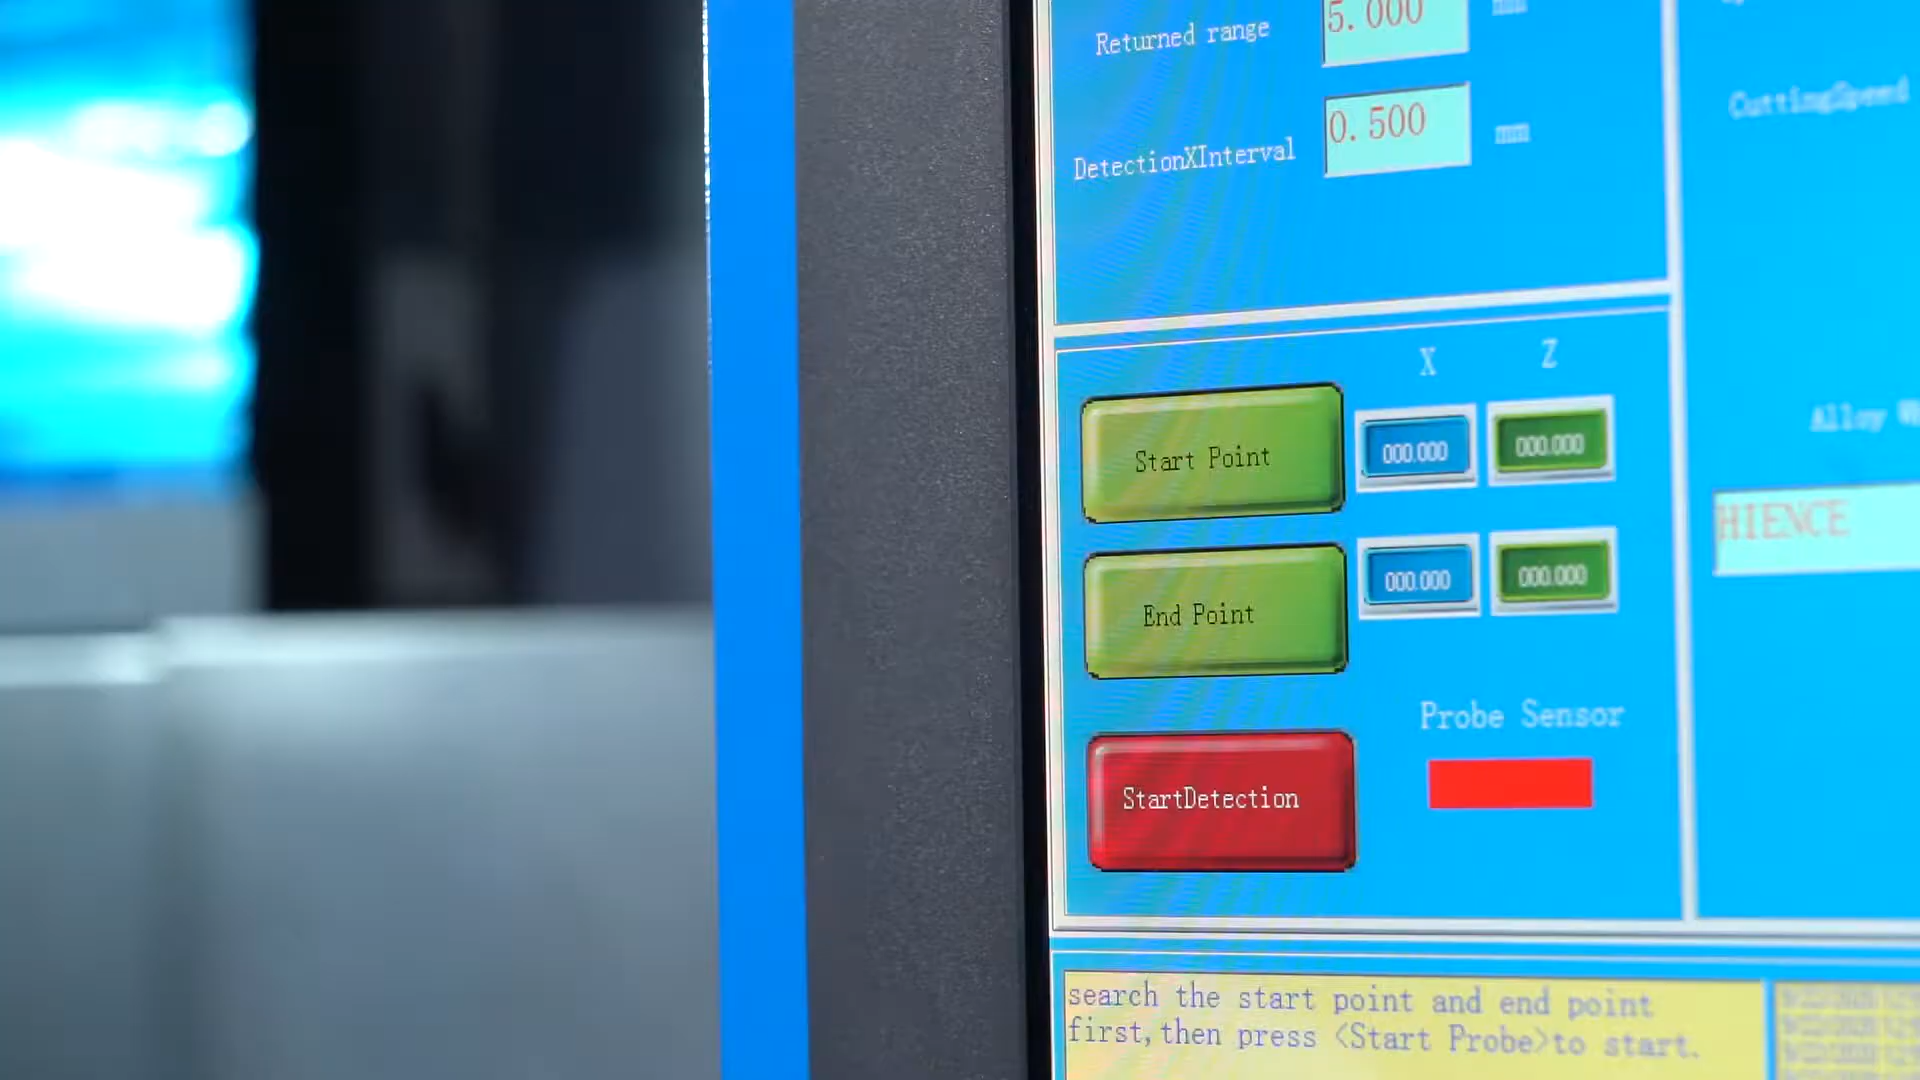 Returned range 5.000 mm
DetectionXInterval 0.500 mm
CuttingSpeed
X Z
Start Point 000.000 000.000
End Point 000.000 000.000
Alloy
HIENCE
Probe Sensor
StartDetection
search the start point and end point
first,then press <Start Probe>to start.